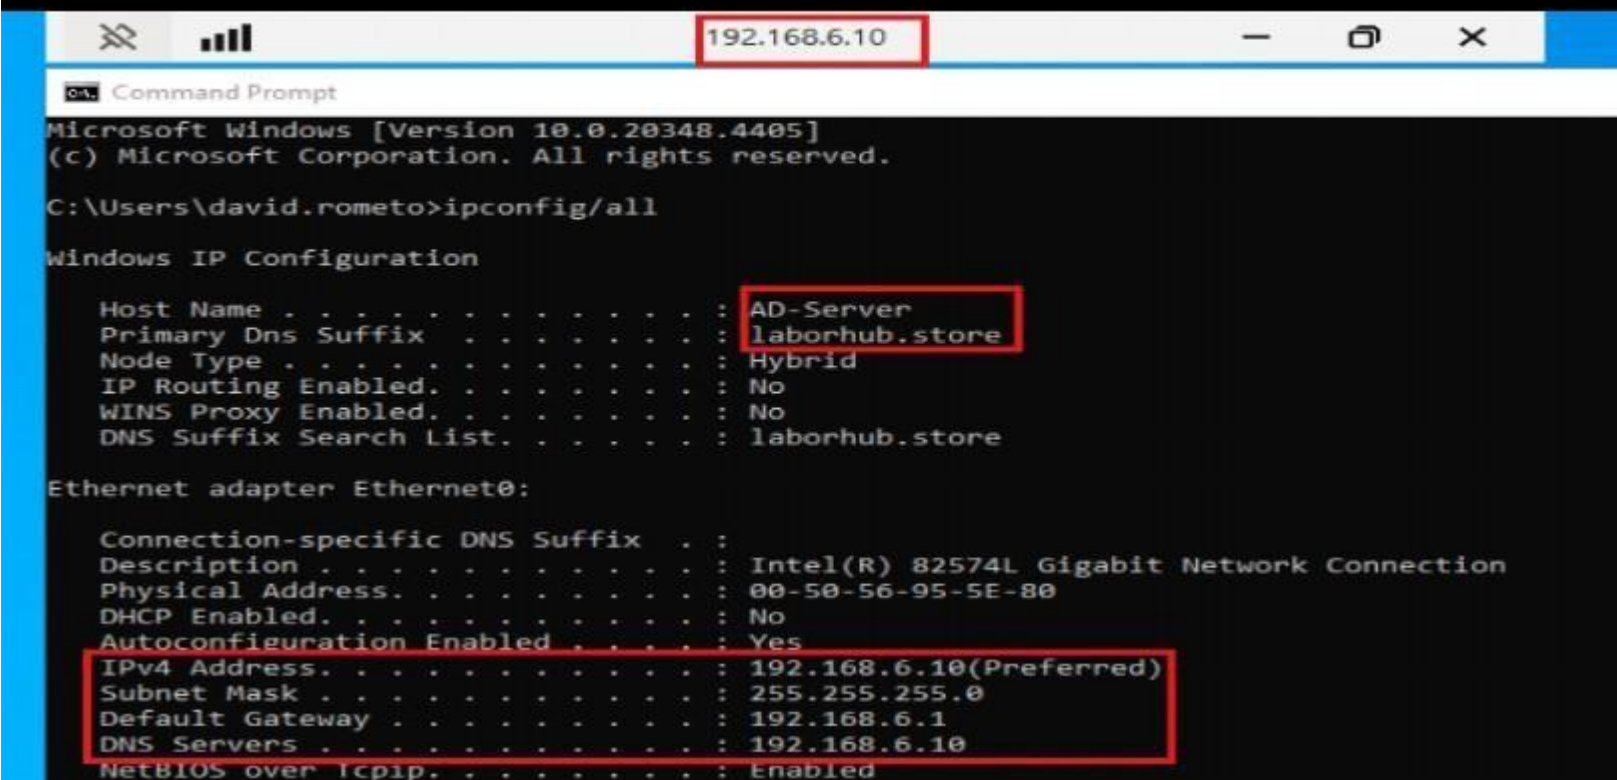 192.168.6.10
Command Prompt
Microsoft Windows [Version 10.0.20348.4405]
(c) Microsoft Corporation. All rights reserved.
C:\Users\david.rometo>ipconfig/all
Windows IP Configuration
Host Name . . . . . . . . . . . . : AD-Server
Primary Dns Suffix  . . . . . . . : laborhub.store
Node Type . . . . . . . . . . . . : Hybrid
IP Routing Enabled. . . . . . . . : No
WINS Proxy Enabled. . . . . . . . : No
DNS Suffix Search List. . . . . . : laborhub.store
Ethernet adapter Ethernet0:
Connection-specific DNS Suffix  . :
Description . . . . . . . . . . . : Intel(R) 82574L Gigabit Network Connection
Physical Address. . . . . . . . . : 00-50-56-95-5E-80
DHCP Enabled. . . . . . . . . . . : No
Autoconfiguration Enabled . . . . : Yes
IPv4 Address. . . . . . . . . . . : 192.168.6.10(Preferred)
Subnet Mask . . . . . . . . . . . : 255.255.255.0
Default Gateway . . . . . . . . . : 192.168.6.1
DNS Servers . . . . . . . . . . . : 192.168.6.10
NetBIOS over Tcpip. . . . . . . . : Enabled